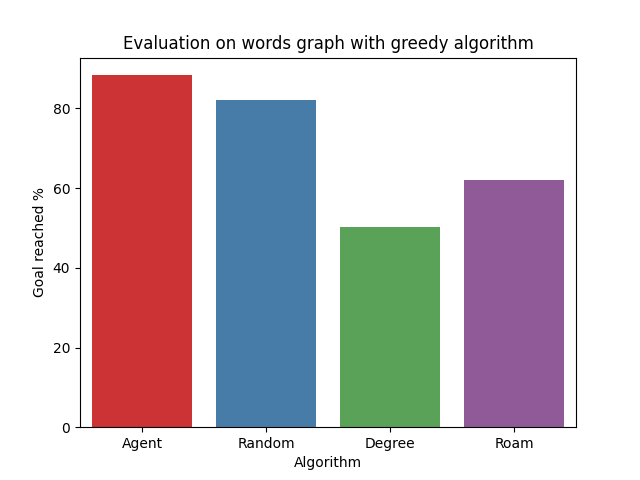 Evaluation on words graph with greedy algorithm
Goal reached %
80
60
40
20
0
Agent Random Degree Roam
Algorithm